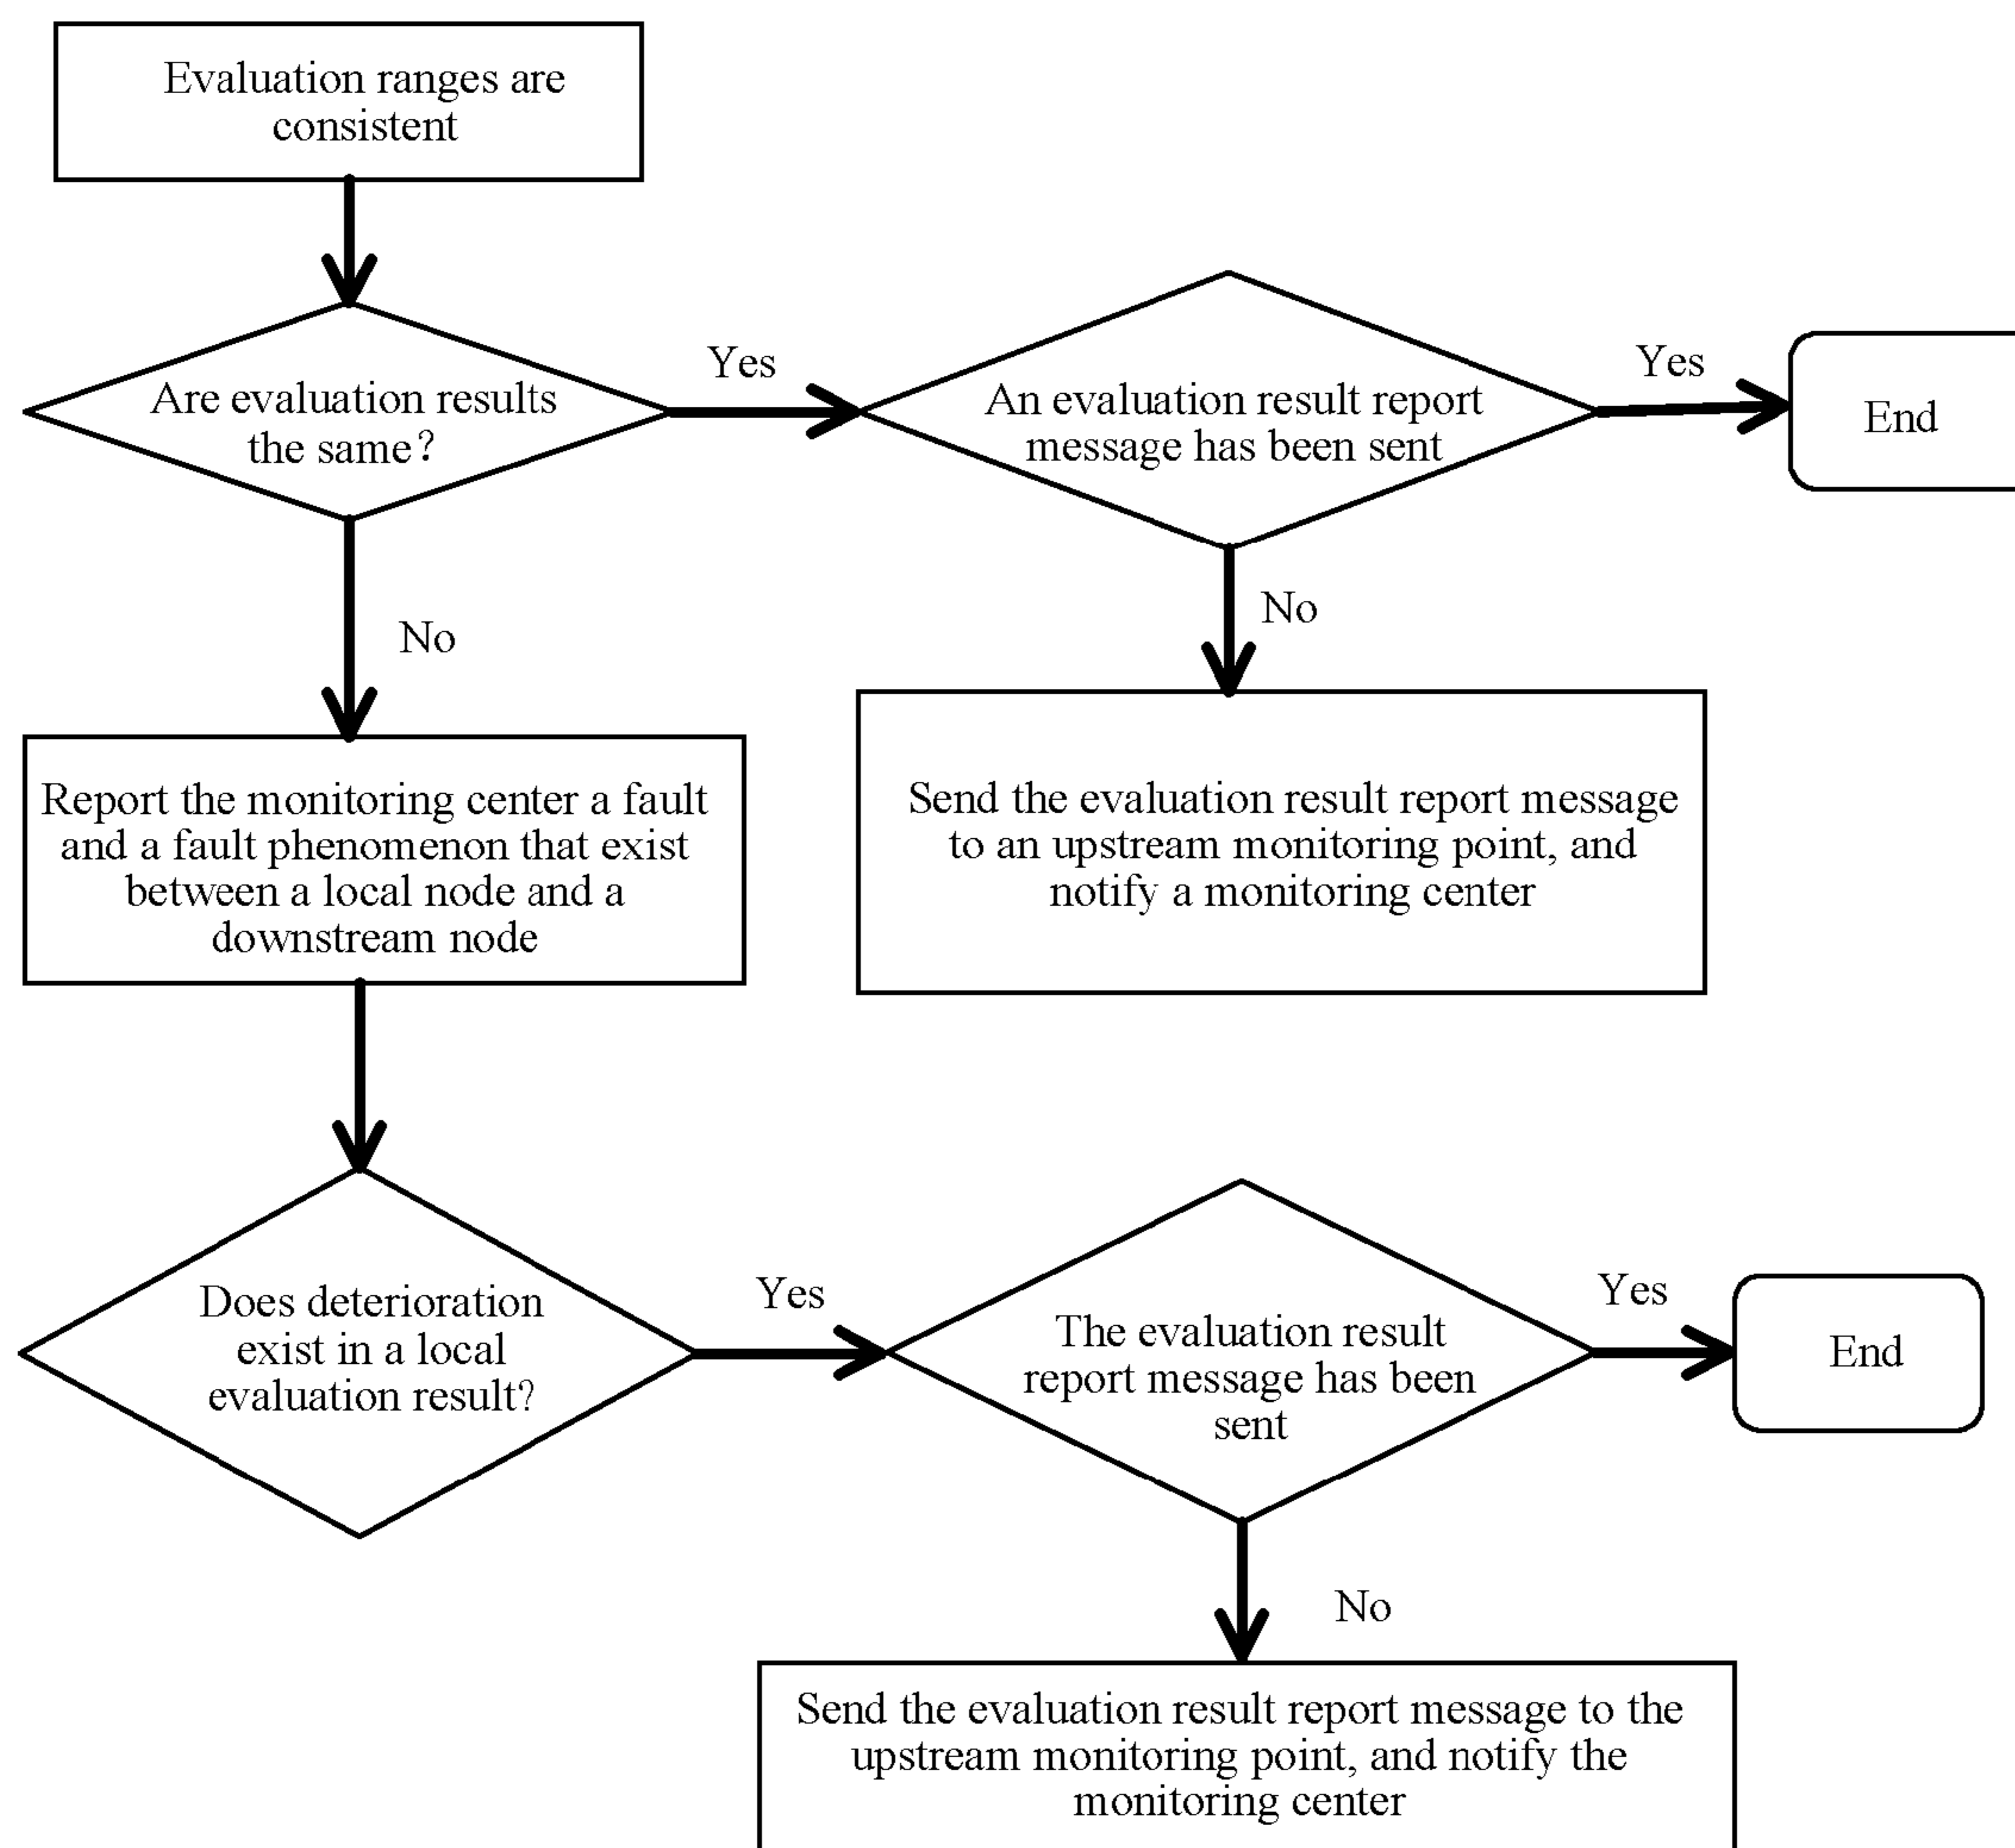 Evaluation ranges are
consistent
Are evaluation results
the same?
Yes
An evaluation result report
message has been sent
Yes
End
No
No
Report the monitoring center a fault
and a fault phenomenon that exist
between a local node and a
downstream node
Send the evaluation result report message
to an upstream monitoring point, and
notify a monitoring center
Does deterioration
exist in a local
evaluation result?
Yes
The evaluation result
report message has been
sent
Yes
End
No
Send the evaluation result report message to the
upstream monitoring point, and notify the
monitoring center